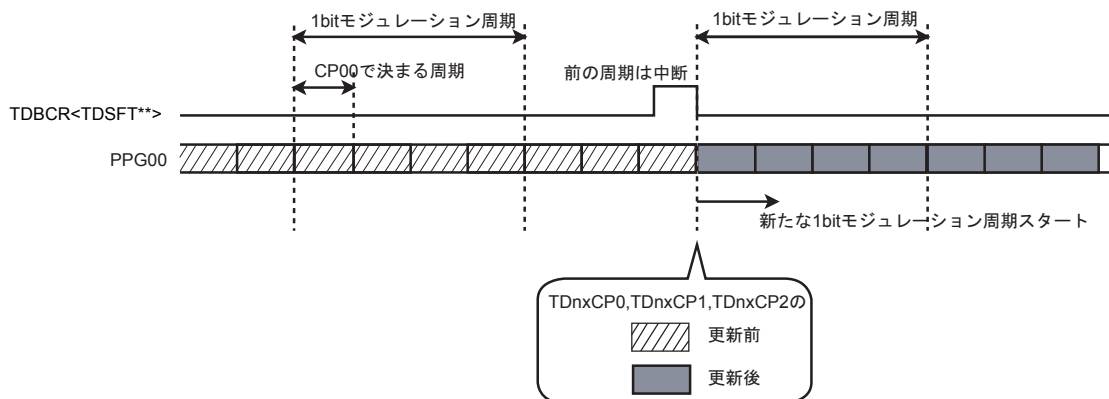 1bitモジュレーション周期
1bitモジュレーション周期
CP00で決まる周期
前の周期は中断
TDBCR<TDSFT**>
PPG00
新たな1bitモジュレーション周期スタート
TDnxCP0,TDnxCP1,TDnxCP2の
更新前
更新後